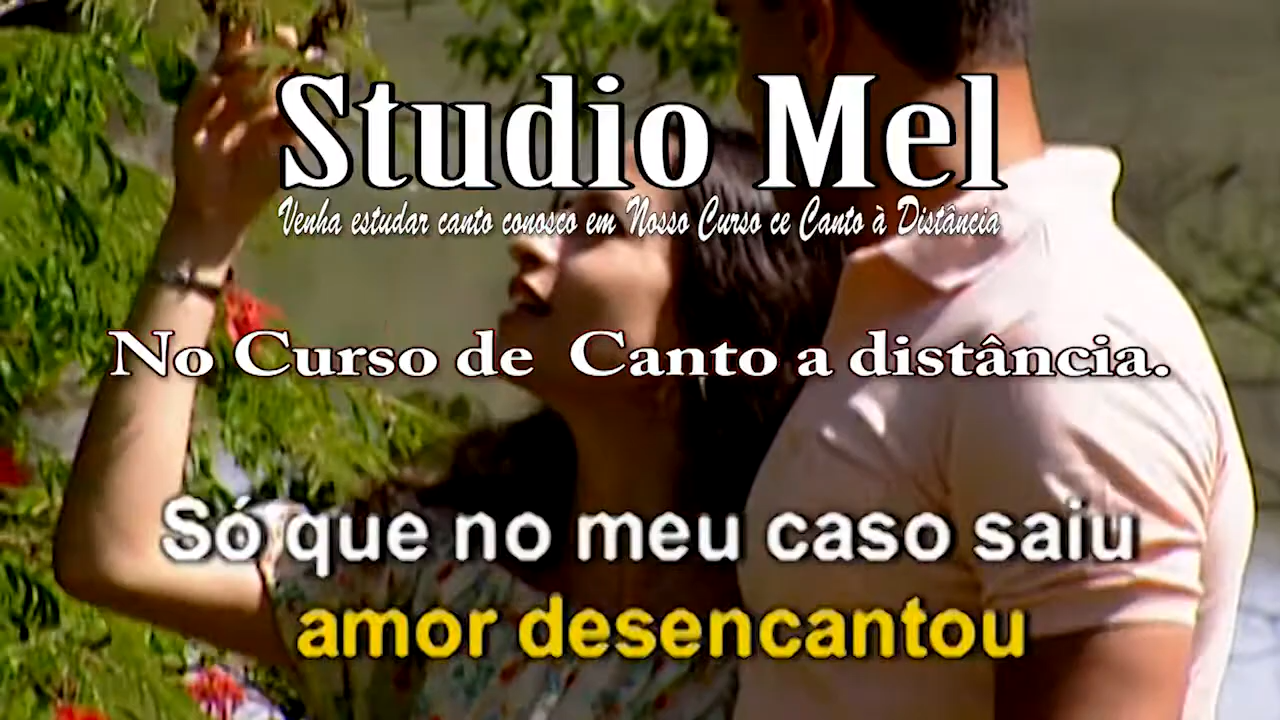 Studio Mel
Venha estudar canto conosco em Nosso Curso ce Canto à Distância
No Curso de Canto a distância.
Só que no meu caso saiu
amor desencantou